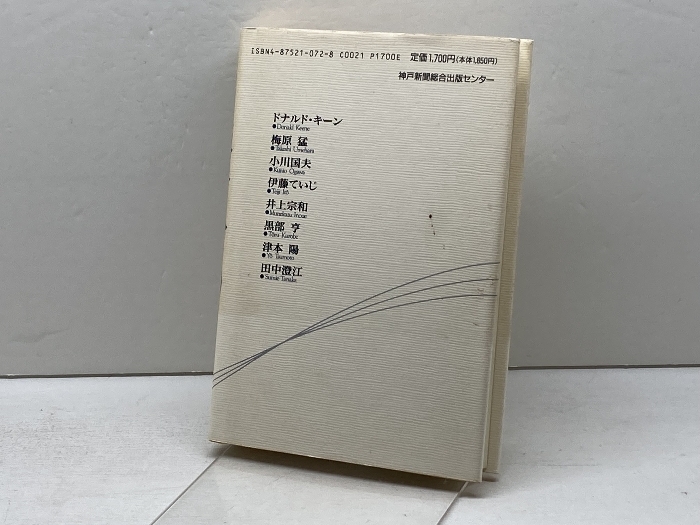 ISBN4-87521-072-8 C0021 P1700E 定価1,700円(本体1,650円)
神戸新聞総合出版センター
ドナルド・キーン
●Donald Keene
梅原 猛
●Takeshi Umehara
小川国夫
●Kunio Ogawa
伊藤ていじ
●Teiji Itō
井上宗和
●Munekazu Inoue
黒部 亨
●Tōru Kurobe
津本 陽
●Yō Tsumoto
田中澄江
●Sumie Tanaka